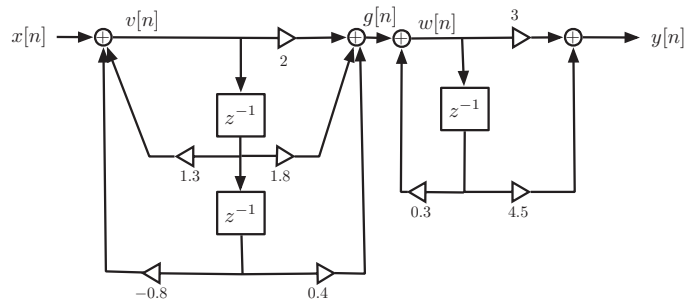 x[n] v[n] 2 g[n] w[n] 3 y[n]
z⁻¹ z⁻¹
1.3 1.8
z⁻¹ 0.3 4.5
−0.8 0.4